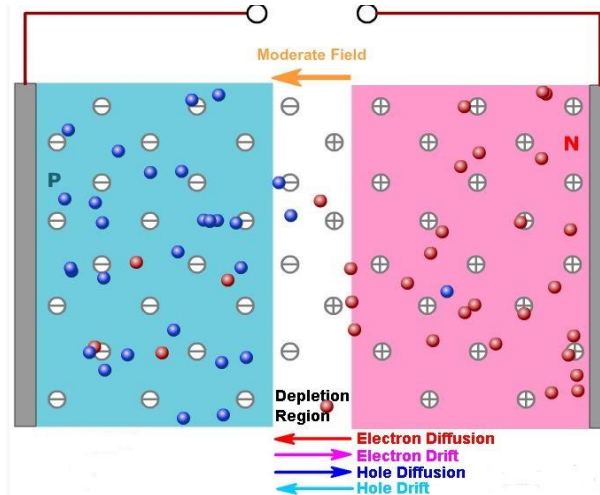 Moderate Field
P
N
Depletion
Region
Electron Diffusion
Electron Drift
Hole Diffusion
Hole Drift